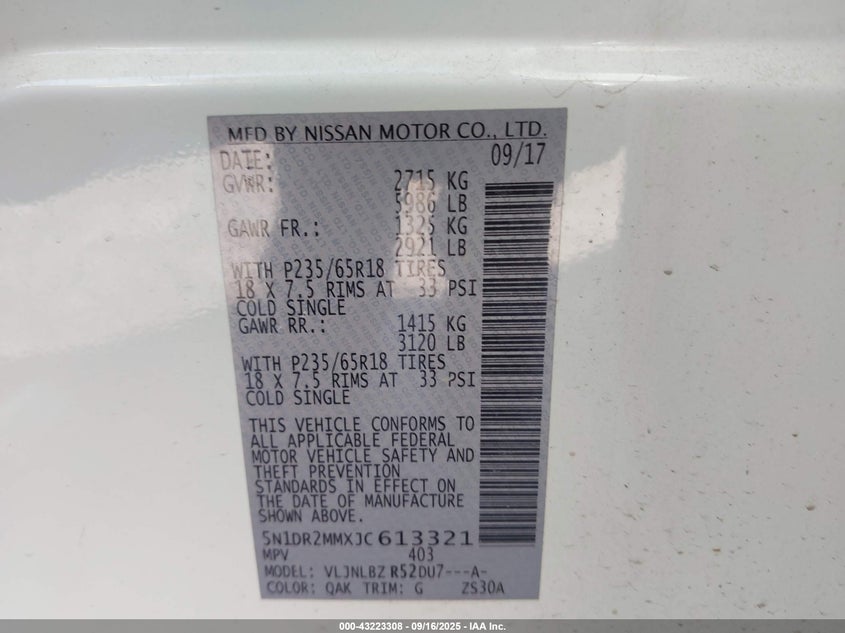 MFD BY NISSAN MOTOR CO., LTD.
DATE: 09/17
GVWR: 2715 KG
5986 LB
GAWR FR.: 1325 KG
2921 LB
WITH P235/65R18 TIRES
18 X 7.5 RIMS AT 33 PSI
COLD SINGLE
GAWR RR.: 1415 KG
3120 LB
WITH P235/65R18 TIRES
18 X 7.5 RIMS AT 33 PSI
COLD SINGLE
THIS VEHICLE CONFORMS TO
ALL APPLICABLE FEDERAL
MOTOR VEHICLE SAFETY AND
THEFT PREVENTION
STANDARDS IN EFFECT ON
THE DATE OF MANUFACTURE
SHOWN ABOVE.
5N1DR2MMXJC613321
MPV 403
MODEL: VLJNLBZ R52DU7---A-
COLOR: QAK TRIM: G ZS30A
000-43223308 - 09/16/2025 - IAA Inc.